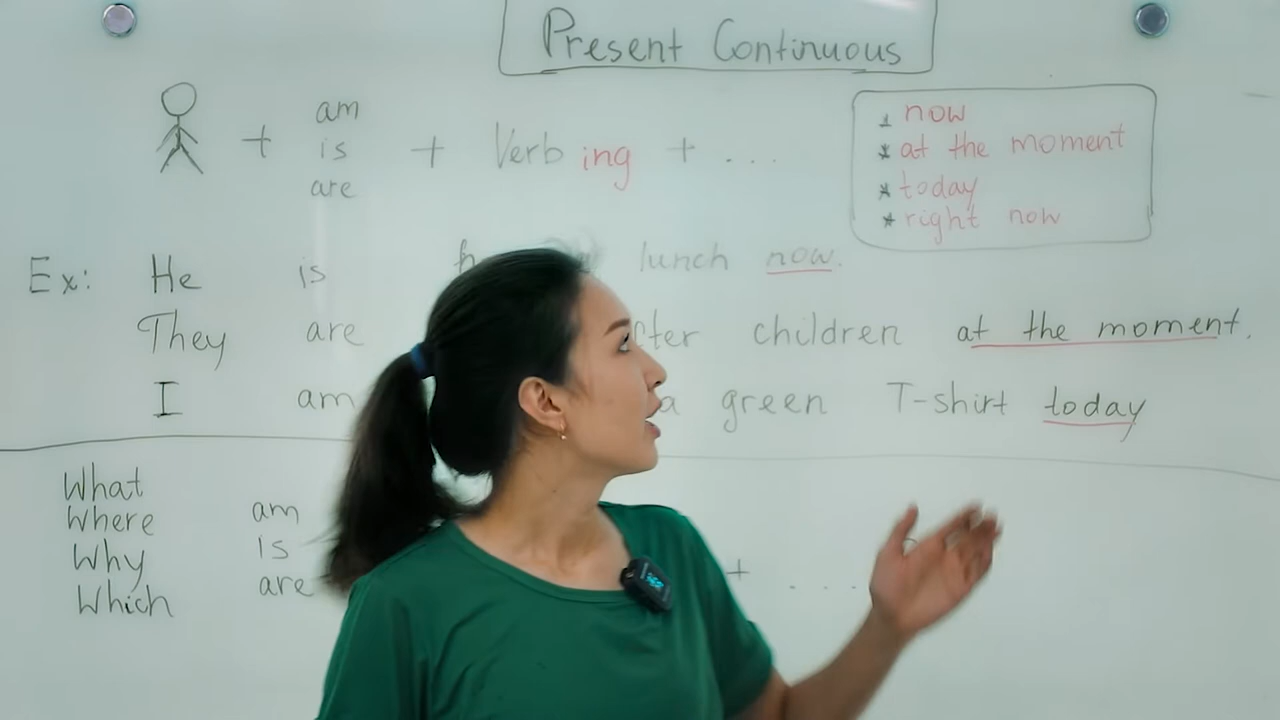 Present Continuous
am
is
are
+ + Verb ing + ...
* now
* at the moment
* today
* right now
Ex: He is lunch now.
They are children at the moment.
I am a green T-shirt today
What
Where
Why
Which
am
is
are
+ ...